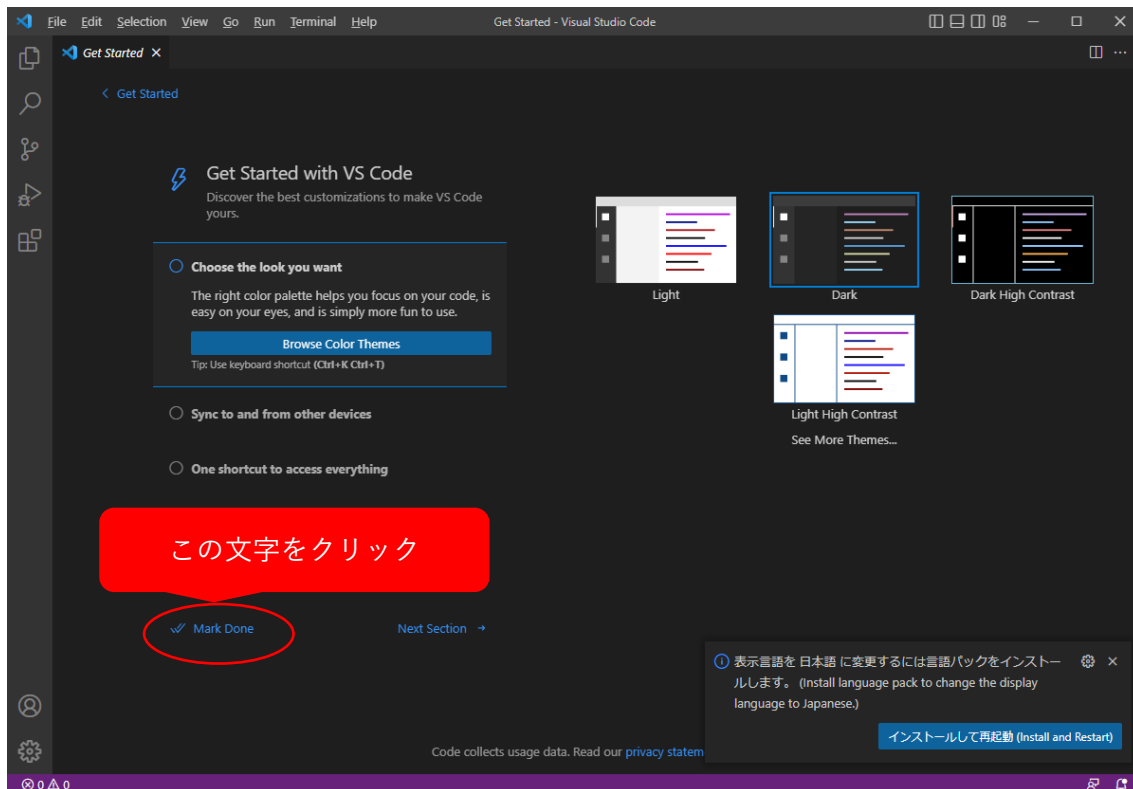 File Edit Selection View Go Run Terminal Help Get Started - Visual Studio Code
Get Started
Get Started
Get Started with VS Code
Discover the best customizations to make VS Code
yours.
Choose the look you want
The right color palette helps you focus on your code, is
easy on your eyes, and is simply more fun to use.
Browse Color Themes
Tip: Use keyboard shortcut (Ctrl+K Ctrl+T)
Sync to and from other devices
One shortcut to access everything
Light
Dark
Dark High Contrast
Light High Contrast
See More Themes...
この文字をクリック
Mark Done
Next Section →
表示言語を 日本語 に変更するには言語パックをインストー
ルします。 (Install language pack to change the display
language to Japanese.)
インストールして再起動 (Install and Restart)
Code collects usage data. Read our privacy statem
0 0